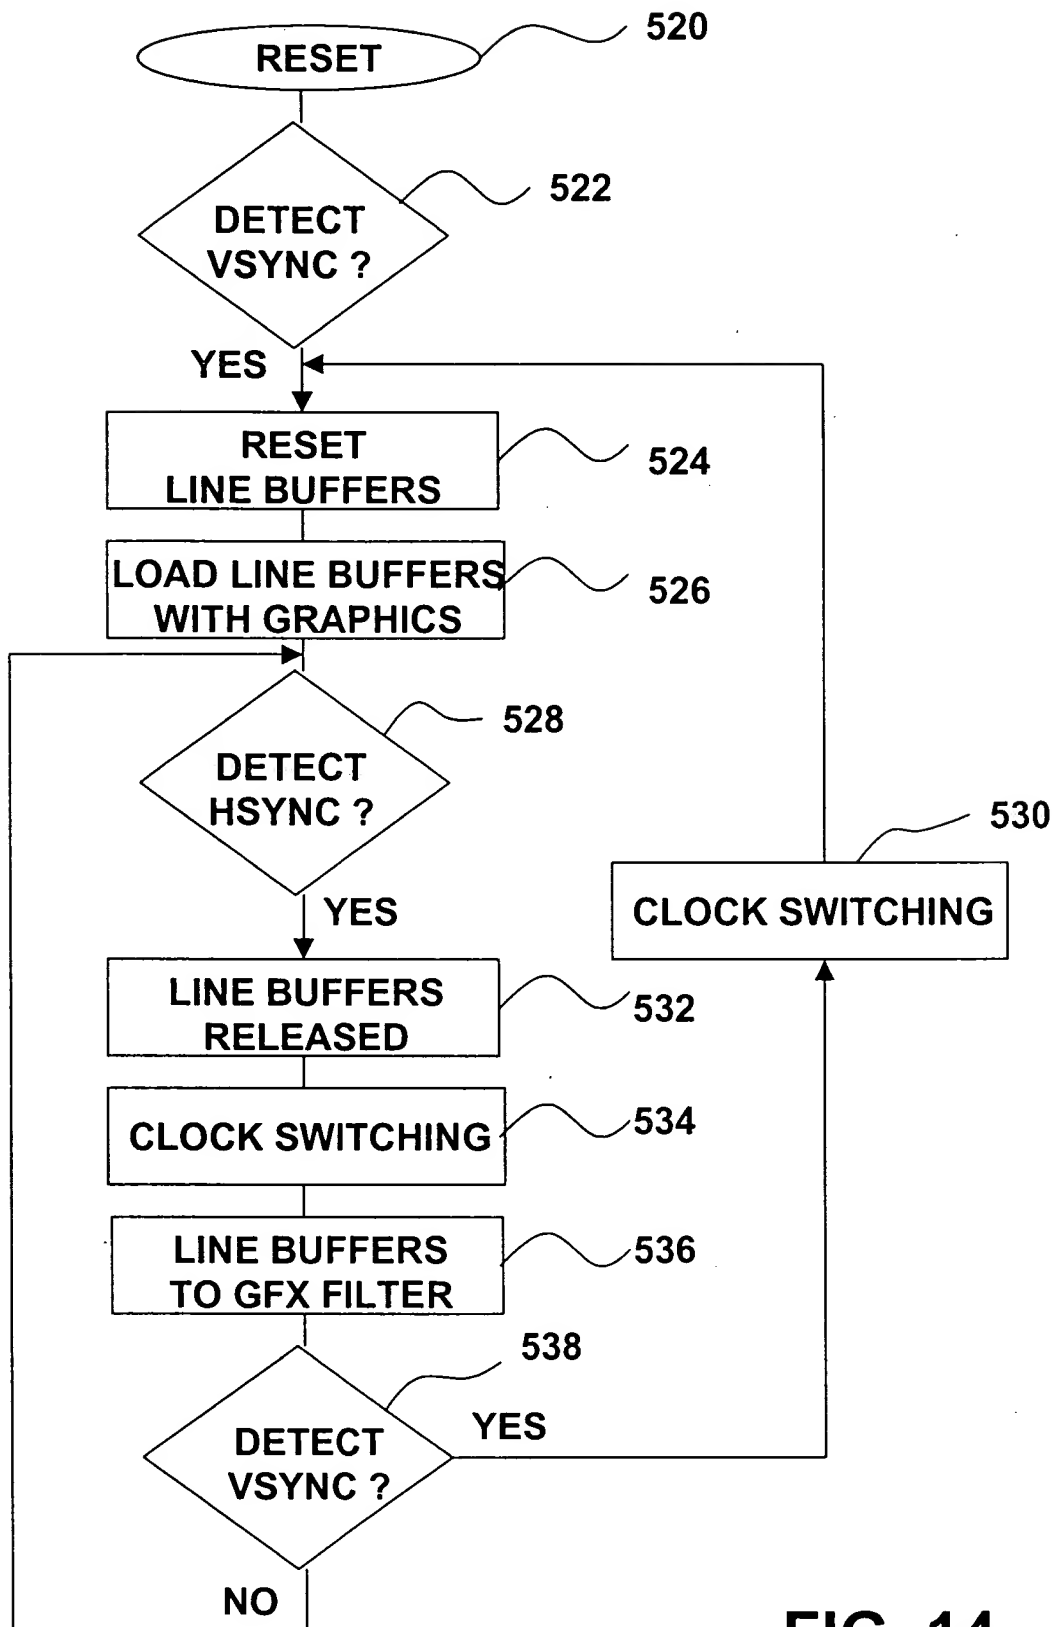 RESET
520
DETECT
VSYNC ?
522
YES
RESET
LINE BUFFERS
524
LOAD LINE BUFFERS
WITH GRAPHICS
526
DETECT
HSYNC ?
528
YES
CLOCK SWITCHING
530
LINE BUFFERS
RELEASED
532
CLOCK SWITCHING
534
LINE BUFFERS
TO GFX FILTER
536
DETECT
VSYNC ?
538
YES
NO
FIG. 14